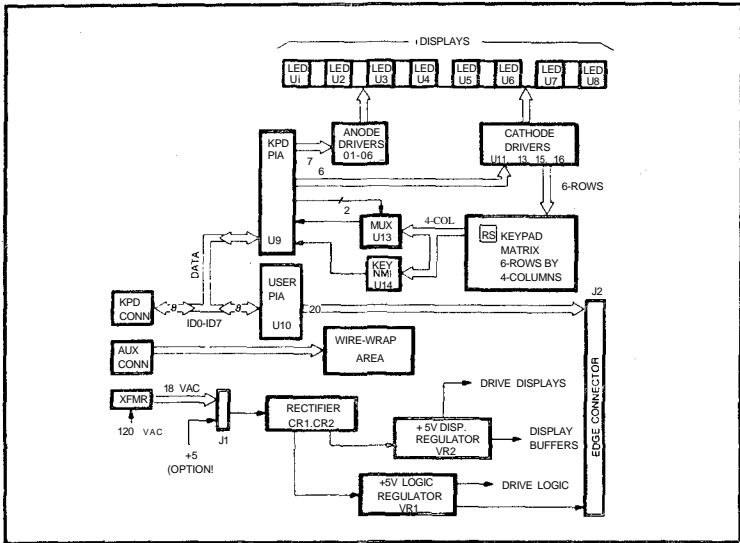 DISPLAYS
LED Ui
LED U2
LED U3
LED U4
LED U5
LED U6
LED U7
LED U8
KPD PIA
U9
7
6
2
ANODE
DRIVERS
01-06
CATHODE
DRIVERS
U11, 13, 15, 16
6-ROWS
MUX
U13
4-COL
KEY
NMI
U14
RS KEYPAD
MATRIX
6-ROWS BY
4-COLUMNS
DATA
KPD
CONN
8
ID0-ID7
8
USER
PIA
U10
20
J2
EDGE CONNECTOR
AUX
CONN
WIRE-WRAP
AREA
XFMR
18 VAC
120 VAC
+5
(OPTION!
J1
RECTIFIER
CR1.CR2
DRIVE DISPLAYS
+5V DISP.
REGULATOR
VR2
DISPLAY
BUFFERS
+5V LOGIC
REGULATOR
VR1
DRIVE LOGIC